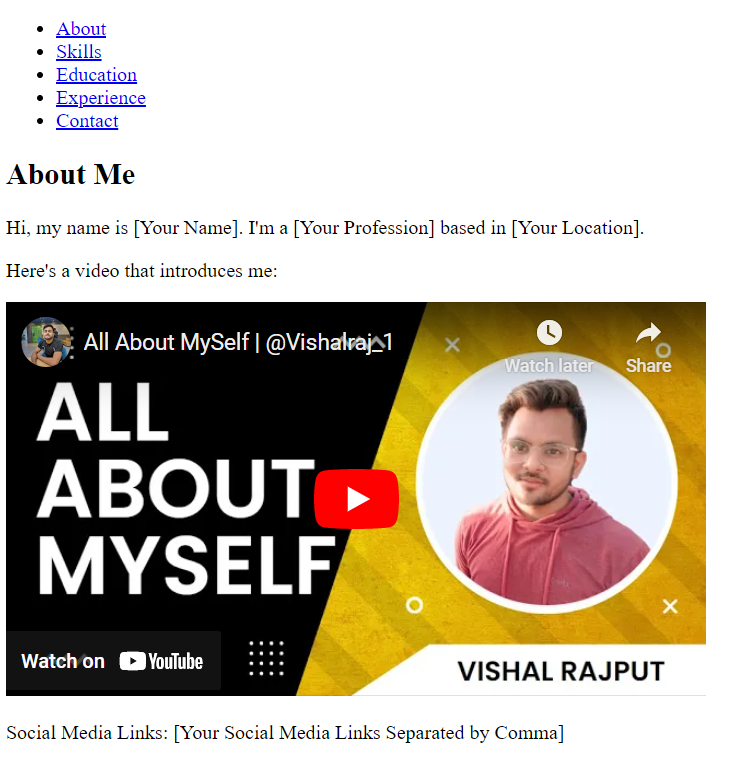 About
Skills
Education
Experience
Contact
About Me
Hi, my name is [Your Name]. I'm a [Your Profession] based in [Your Location].
Here's a video that introduces me:
All About MySelf | @Vishalraj_1
Watch later
Share
ALL
ABOUT
MYSELF
Watch on YouTube
VISHAL RAJPUT
Social Media Links: [Your Social Media Links Separated by Comma]